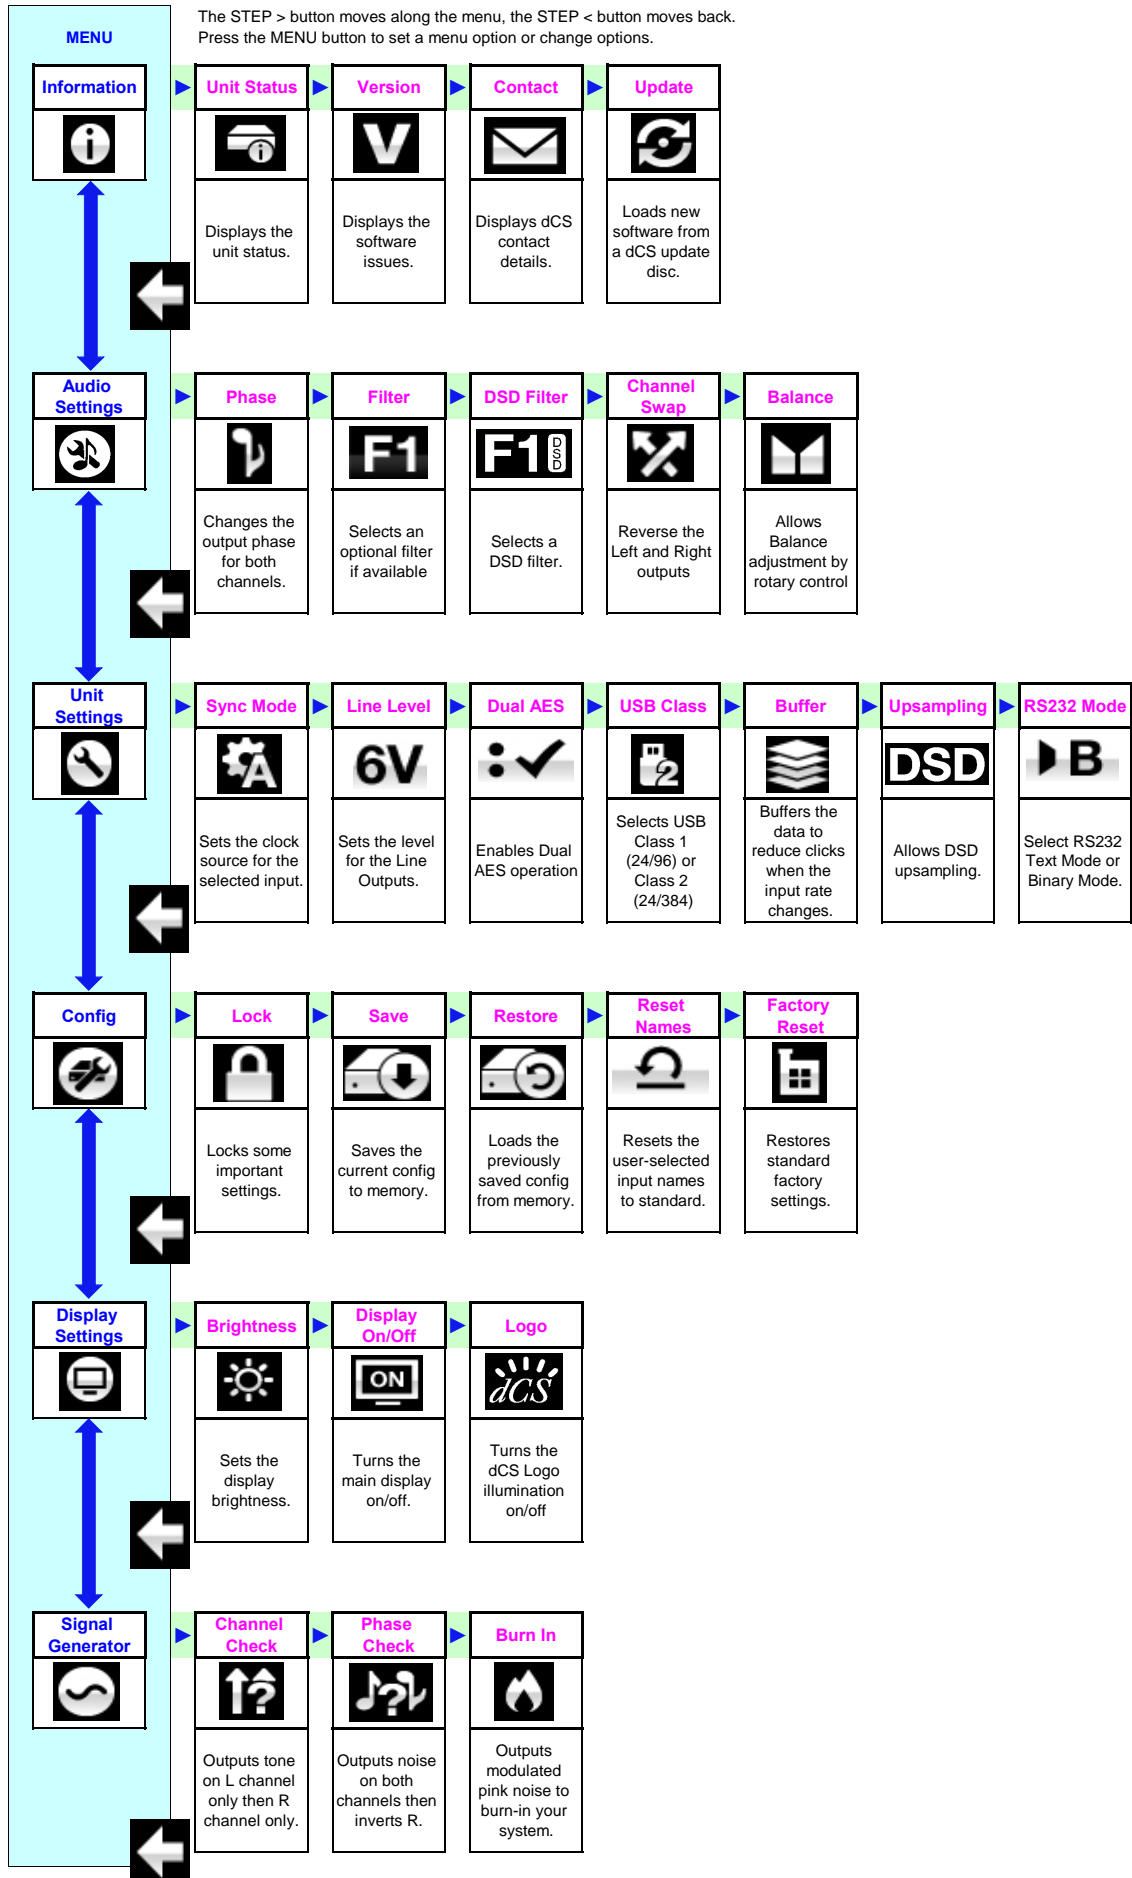 The STEP > button moves along the menu, the STEP < button moves back.
Press the MENU button to set a menu option or change options.
MENU
Information
Unit Status
Version
Contact
Update
V
Displays the
unit status.
Displays the
software
issues.
Displays dCS
contact
details.
Loads new
software from
a dCS update
disc.
Audio
Settings
Phase
Filter
DSD Filter
Channel
Swap
Balance
F1
F1 DSD
Changes the
output phase
for both
channels.
Selects an
optional filter
if available
Selects a
DSD filter.
Reverse the
Left and Right
outputs
Allows
Balance
adjustment by
rotary control
Unit
Settings
Sync Mode
Line Level
Dual AES
USB Class
Buffer
Upsampling
RS232 Mode
A
6V
2
DSD
B
Sets the clock
source for the
selected input.
Sets the level
for the Line
Outputs.
Enables Dual
AES operation
Selects USB
Class 1
(24/96) or
Class 2
(24/384)
Buffers the
data to
reduce clicks
when the
input rate
changes.
Allows DSD
upsampling.
Select RS232
Text Mode or
Binary Mode.
Config
Lock
Save
Restore
Reset
Names
Factory
Reset
Locks some
important
settings.
Saves the
current config
to memory.
Loads the
previously
saved config
from memory.
Resets the
user-selected
input names
to standard.
Restores
standard
factory
settings.
Display
Settings
Brightness
Display
On/Off
Logo
ON
dCS
Sets the
display
brightness.
Turns the
main display
on/off.
Turns the
dCS Logo
illumination
on/off
Signal
Generator
Channel
Check
Phase
Check
Burn In
?
?
Outputs tone
on L channel
only then R
channel only.
Outputs noise
on both
channels then
inverts R.
Outputs
modulated
pink noise to
burn-in your
system.